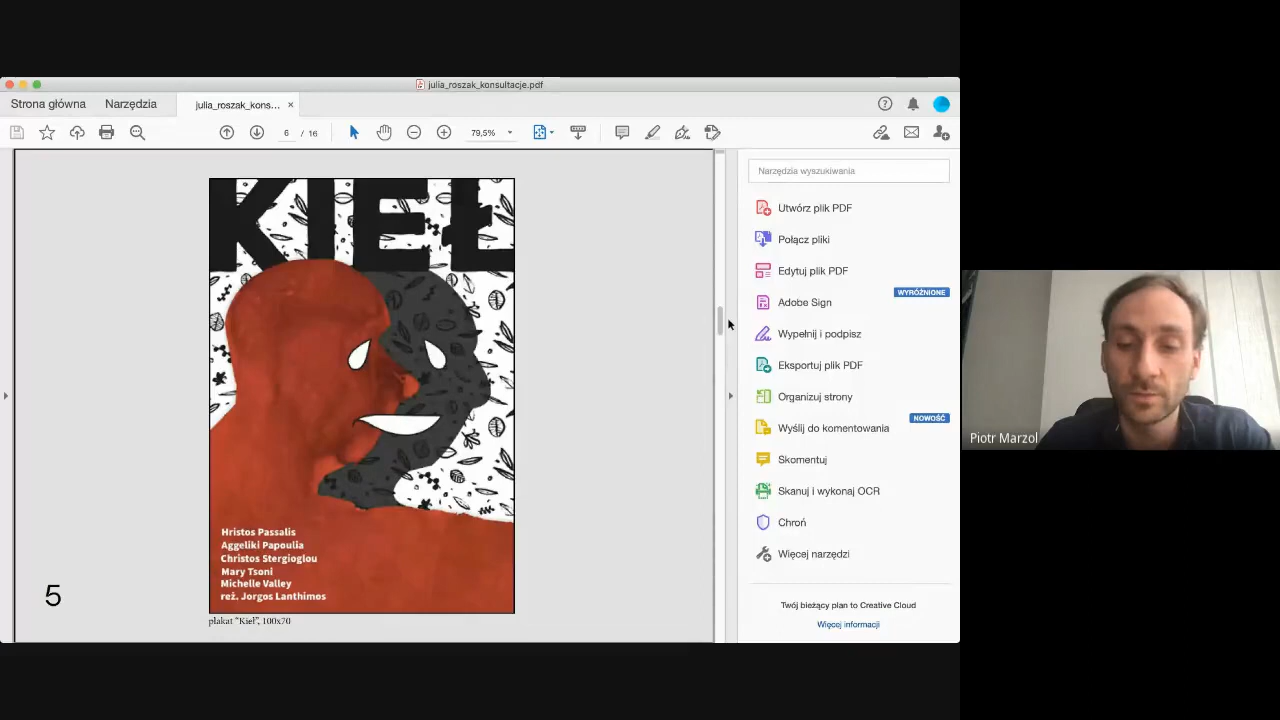 julia_roszak_konsultacje.pdf
Strona główna Narzędzia julia_roszak_kons... ×
6 / 16 79,5%
KIEŁ
Hristos Passalis
Aggeliki Papoulia
Christos Stergioglou
Mary Tsoni
Michelle Valley
reż. Jorgos Lanthimos
5
plakat "Kieł", 100x70
Narzędzia wyszukiwania
Utwórz plik PDF
Połącz pliki
Edytuj plik PDF
WYRÓŻNIONE
Adobe Sign
Wypełnij i podpisz
Eksportuj plik PDF
Organizuj strony
NOWOŚĆ
Wyślij do komentowania
Skomentuj
Skanuj i wykonaj OCR
Chroń
Więcej narzędzi
Twój bieżący plan to Creative Cloud
Więcej informacji
Piotr Marzol